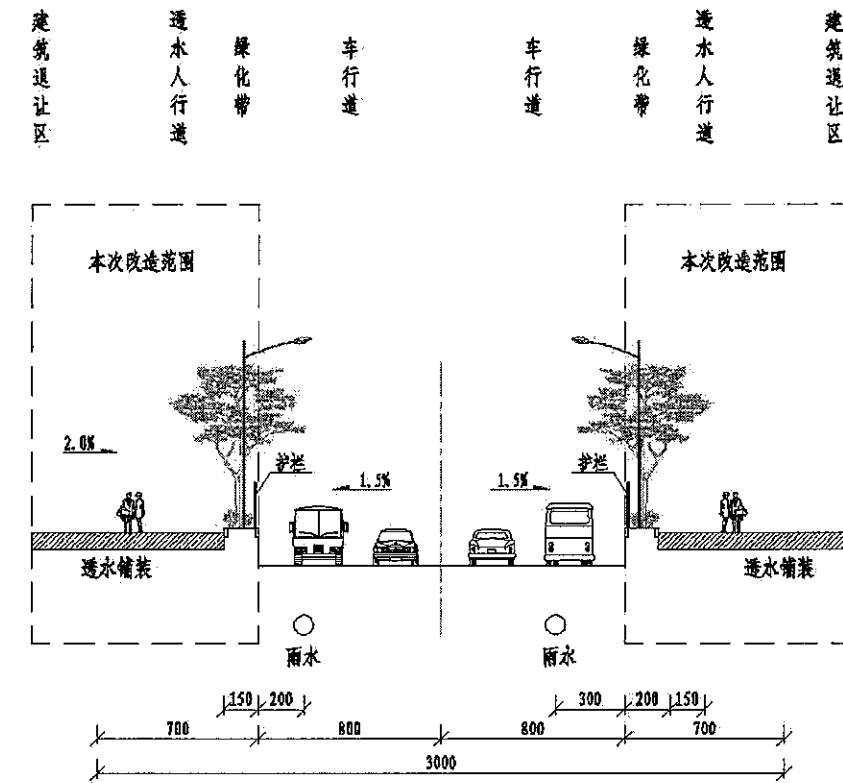 建筑退让区
透水人行道
绿化带
车行道
车行道
绿化带
透水人行道
建筑退让区
本次改造范围
本次改造范围
2.0%
护栏
1.5%
1.5%
护栏
透水铺装
透水铺装
雨水
雨水
150
200
300
200
150
700
800
800
700
3000